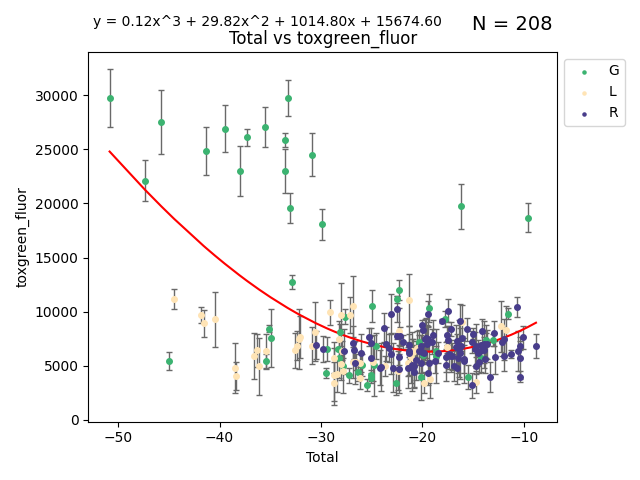 y = 0.12x^3 + 29.82x^2 + 1014.80x + 15674.60
N = 208
Total vs toxgreen_fluor
30000
25000
20000
15000
10000
5000
0
toxgreen_fluor
−50
−40
−30
−20
−10
Total
G
L
R